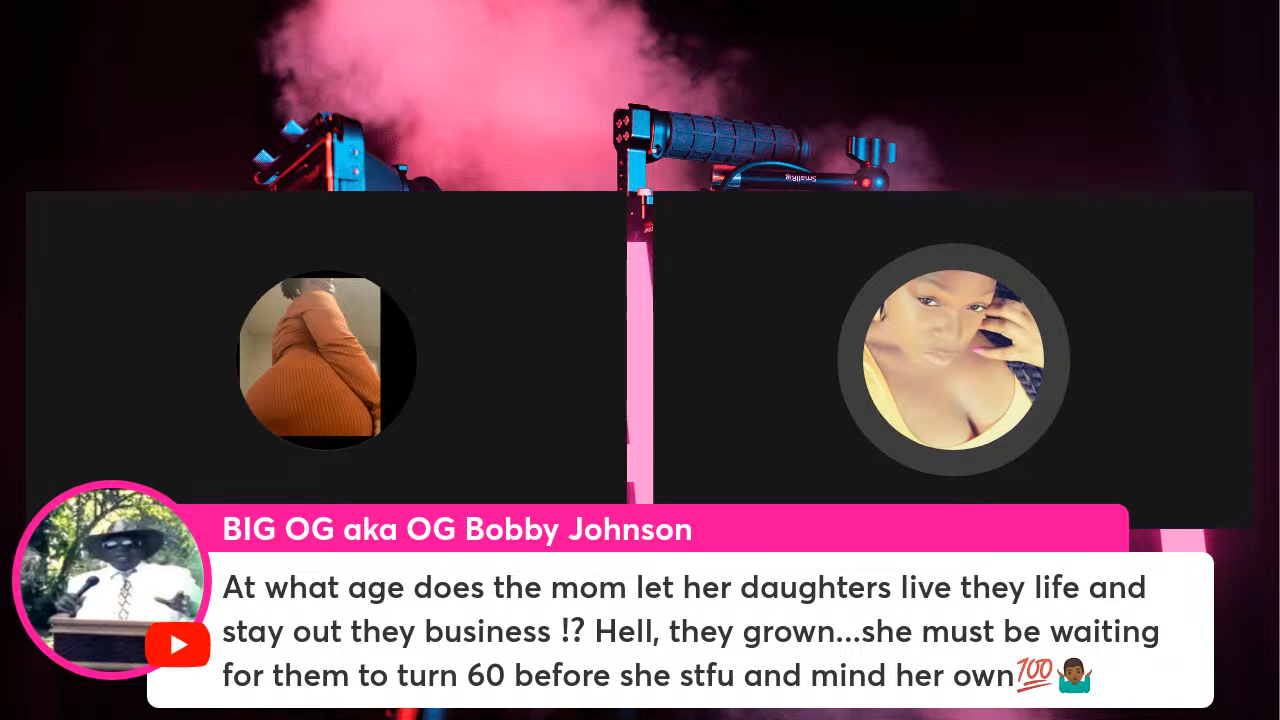 SmallRig
BIG OG aka OG Bobby Johnson
At what age does the mom let her daughters live they life and
stay out they business !? Hell, they grown...she must be waiting
for them to turn 60 before she stfu and mind her own💯🤷🏾‍♂️